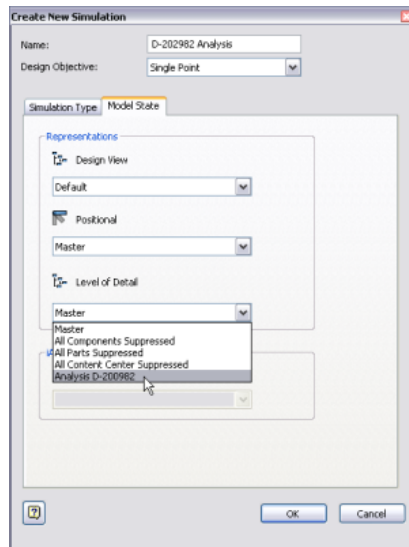 Create New Simulation
Name:
D-202982 Analysis
Design Objective:
Single Point
Simulation Type
Model State
Representations
Design View
Default
Positional
Master
Level of Detail
Master
Master
All Components Suppressed
All Parts Suppressed
All Content Center Suppressed
Analysis D-200982
OK
Cancel